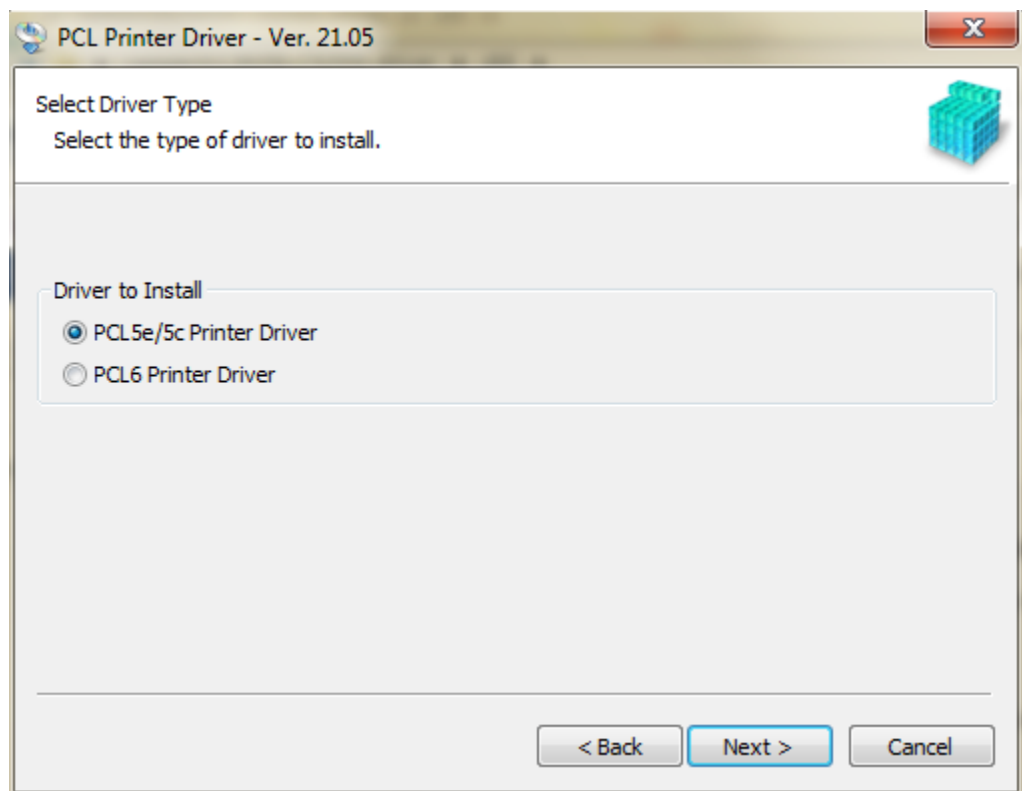 PCL Printer Driver - Ver. 21.05
Select Driver Type
Select the type of driver to install.
Driver to Install
PCL5e/5c Printer Driver
PCL6 Printer Driver
< Back Next > Cancel